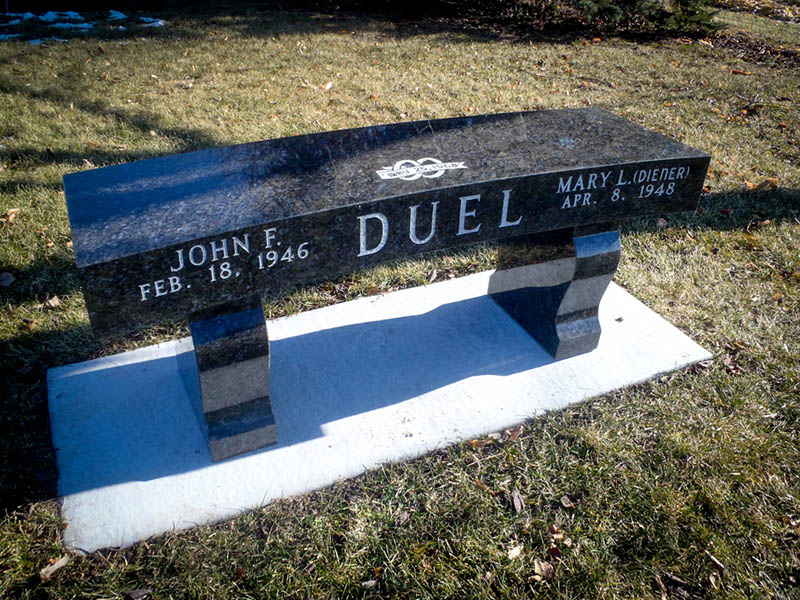 JOHN F.
FEB. 18, 1946
DUEL
MARY L. (DIENER)
APR. 8, 1948